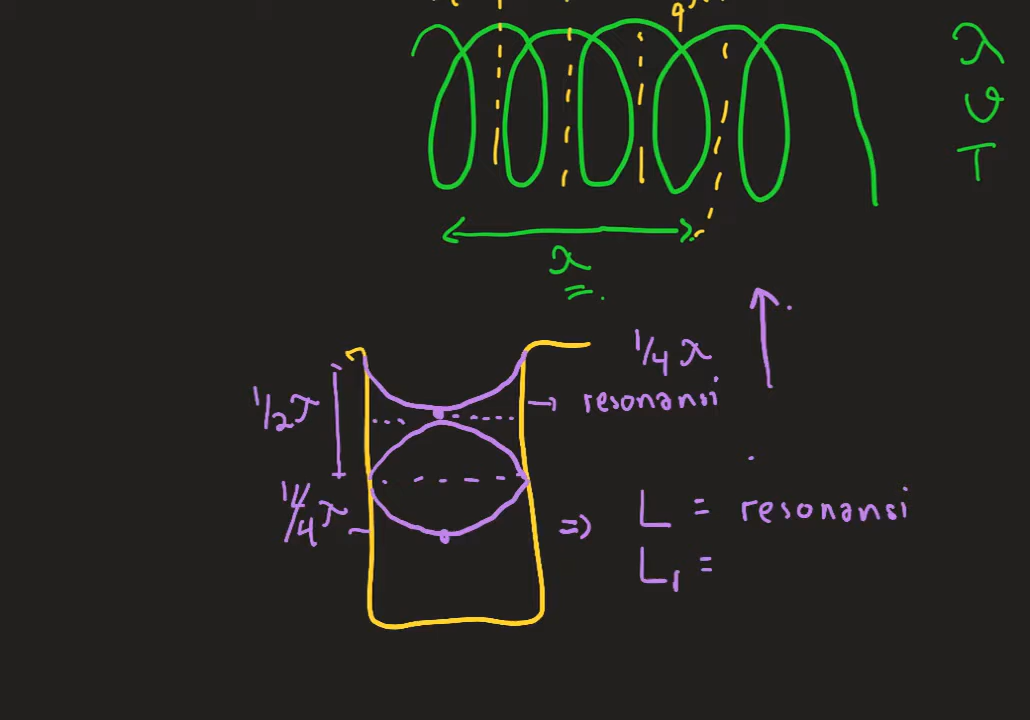 λ
v
T
λ
1/4 λ
→ resonansi
1/2 λ
1/4 λ
⇒ L = resonansi
L₁ =